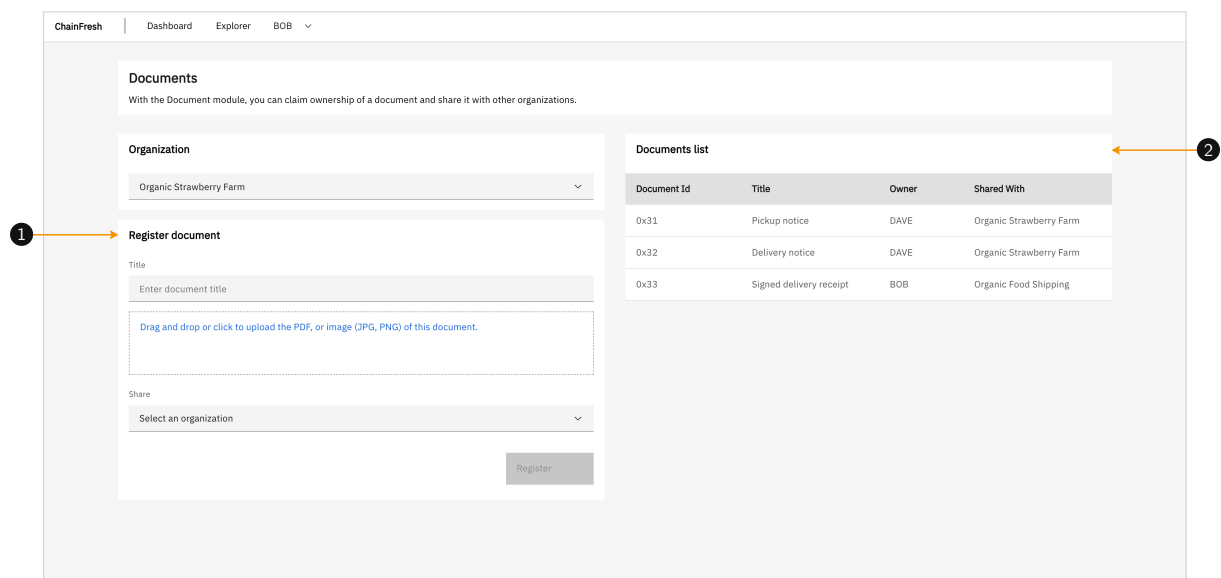 ChainFresh Dashboard Explorer BOB
Documents
With the Document module, you can claim ownership of a document and share it with other organizations.
Organization
Organic Strawberry Farm
1
Register document
Title
Enter document title
Drag and drop or click to upload the PDF, or image (JPG, PNG) of this document.
Share
Select an organization
Register
2
Documents list
Document Id Title Owner Shared With
0x31 Pickup notice DAVE Organic Strawberry Farm
0x32 Delivery notice DAVE Organic Strawberry Farm
0x33 Signed delivery receipt BOB Organic Food Shipping